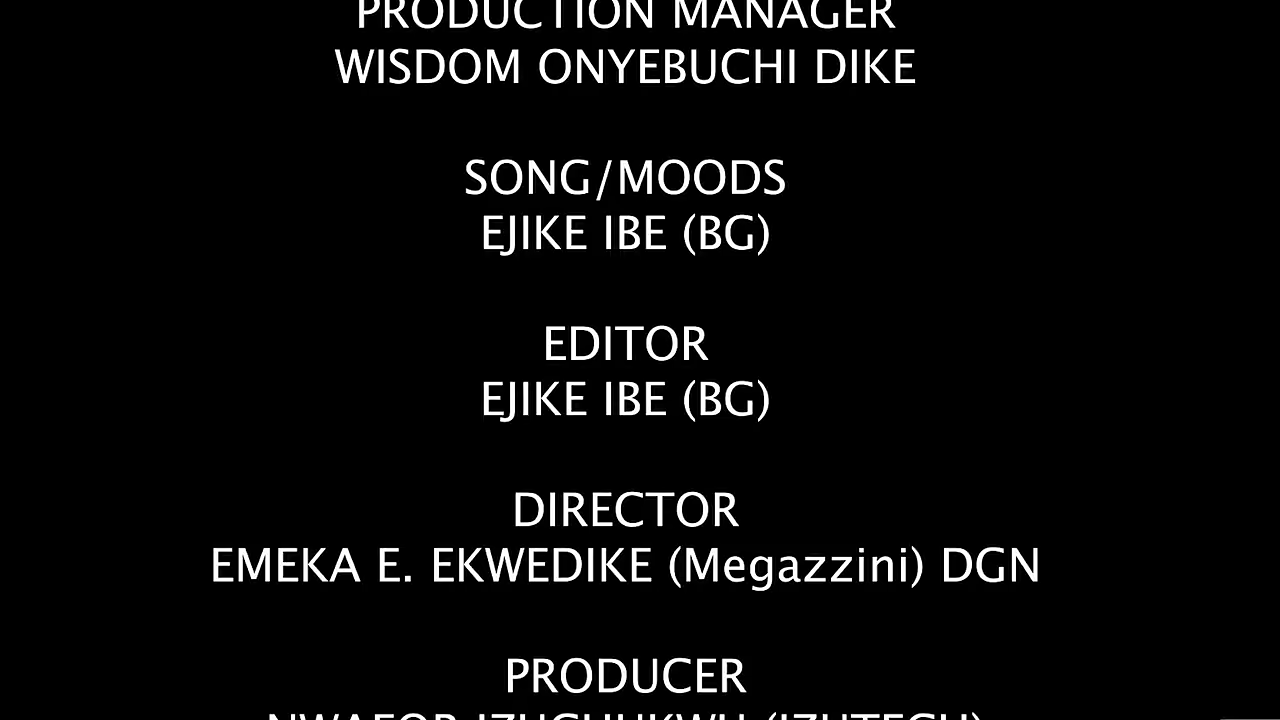 PRODUCTION MANAGER
WISDOM ONYEBUCHI DIKE
SONG/MOODS
EJIKE IBE (BG)
EDITOR
EJIKE IBE (BG)
DIRECTOR
EMEKA E. EKWEDIKE (Megazzini) DGN
PRODUCER